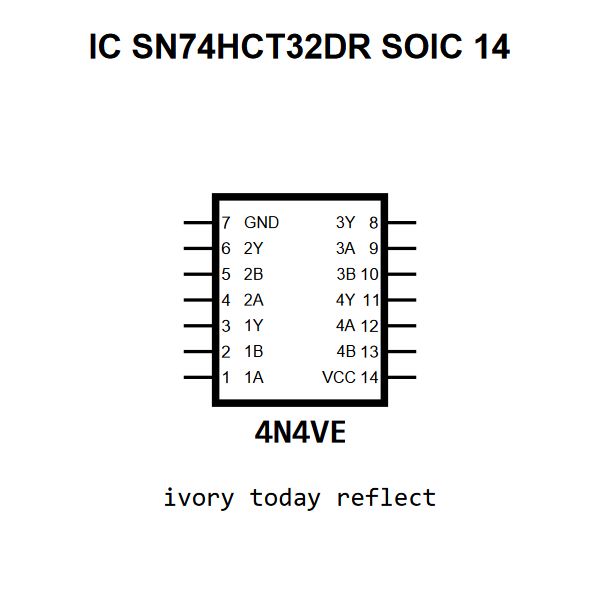 IC SN74HCT32DR SOIC 14
7 GND 3Y 8
6 2Y 3A 9
5 2B 3B 10
4 2A 4Y 11
3 1Y 4A 12
2 1B 4B 13
1 1A VCC 14
4N4VE
ivory today reflect